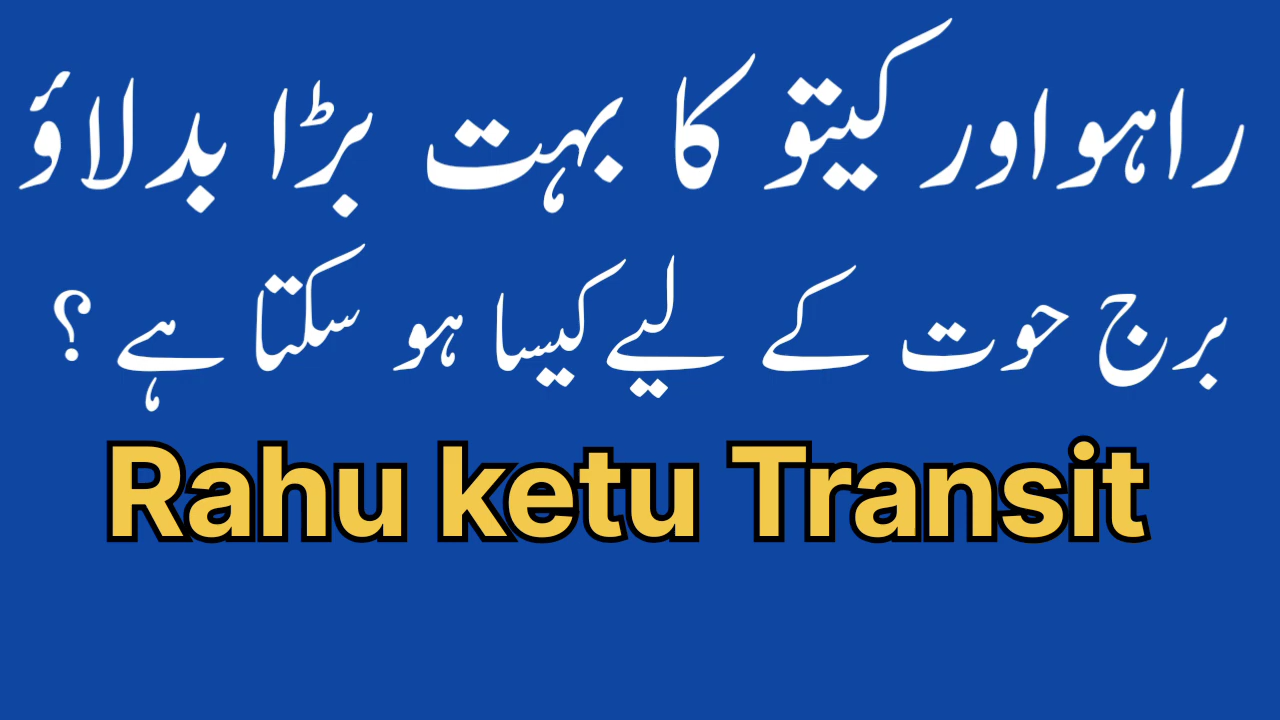 راہو اور کیتو کا بہت بڑا بدلاؤ
برج حوت کے لیے کیسا ہو سکتا ہے ؟
Rahu ketu Transit